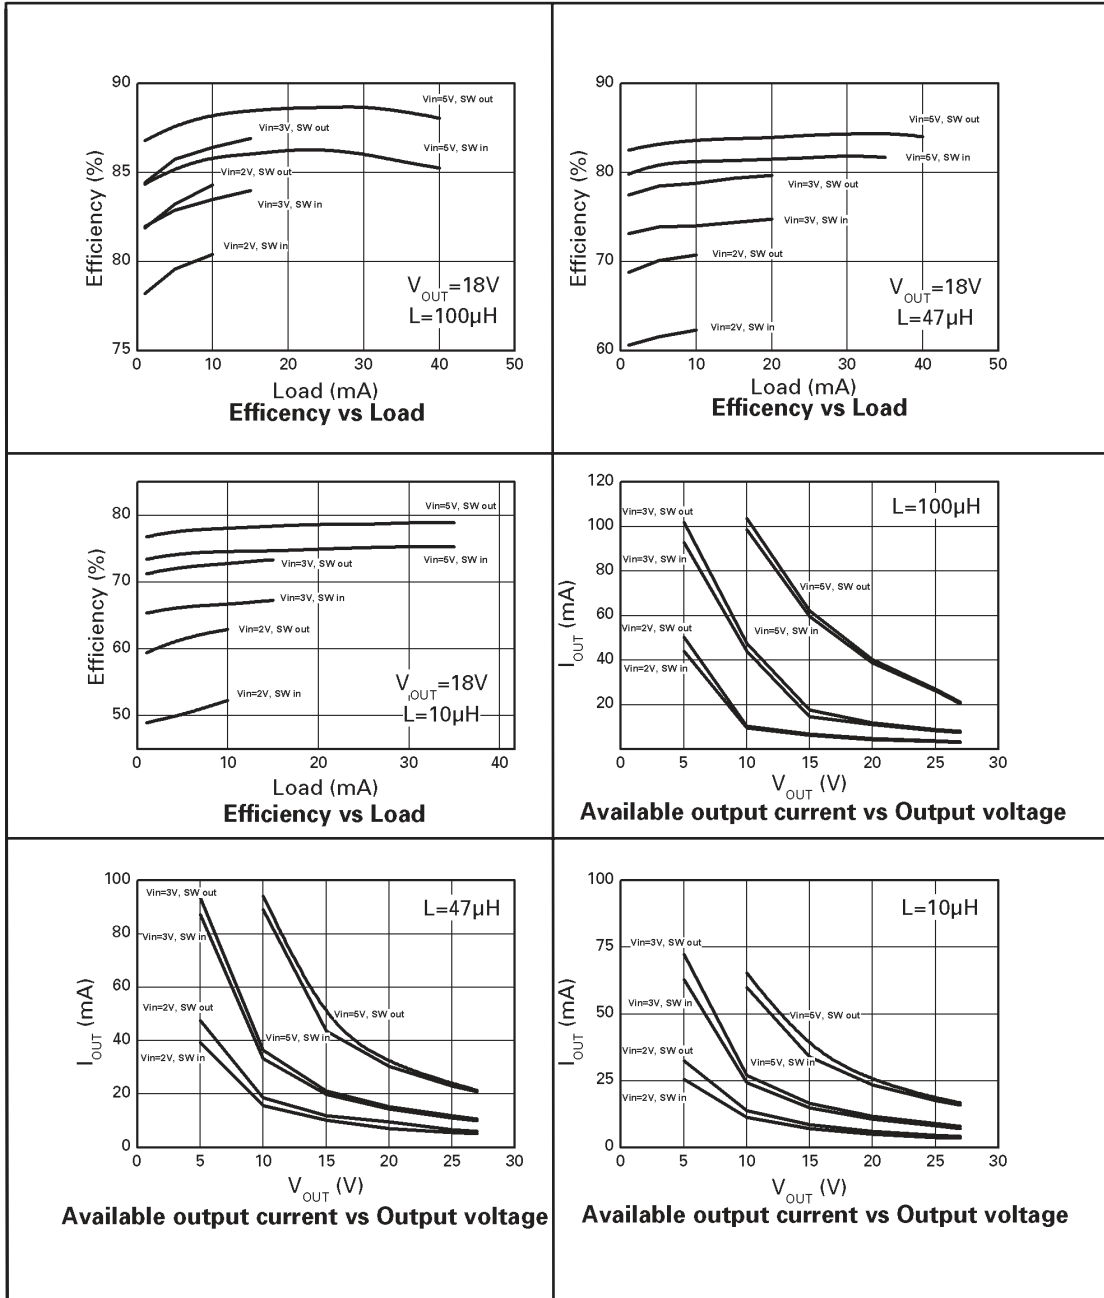 90
85
80
75
Efficiency (%)
Vin=5V, SW out
Vin=3V, SW out
Vin=5V, SW in
Vin=2V, SW out
Vin=3V, SW in
Vin=2V, SW in
VOUT=18V
L=100µH
0 10 20 30 40 50
Load (mA)
Efficency vs Load
90
80
70
60
Efficiency (%)
Vin=5V, SW out
Vin=5V, SW in
Vin=3V, SW out
Vin=3V, SW in
Vin=2V, SW out
Vin=2V, SW in
VOUT=18V
L=47µH
0 10 20 30 40 50
Load (mA)
Efficency vs Load
80
70
60
50
Efficiency (%)
Vin=5V, SW out
Vin=5V, SW in
Vin=3V, SW out
Vin=3V, SW in
Vin=2V, SW out
Vin=2V, SW in
VOUT=18V
L=10µH
0 10 20 30 40
Load (mA)
Efficiency vs Load
120
100
80
60
40
20
IOUT (mA)
L=100µH
Vin=3V, SW out
Vin=3V, SW in
Vin=5V, SW out
Vin=2V, SW out
Vin=5V, SW in
Vin=2V, SW in
0 5 10 15 20 25 30
VOUT (V)
Available output current vs Output voltage
100
80
60
40
20
0
IOUT (mA)
Vin=3V, SW out
L=47µH
Vin=3V, SW in
Vin=2V, SW out
Vin=5V, SW out
Vin=5V, SW in
Vin=2V, SW in
0 5 10 15 20 25 30
VOUT (V)
Available output current vs Output voltage
100
75
50
25
0
IOUT (mA)
L=10µH
Vin=3V, SW out
Vin=3V, SW in
Vin=5V, SW out
Vin=2V, SW out
Vin=5V, SW in
Vin=2V, SW in
0 5 10 15 20 25 30
VOUT (V)
Available output current vs Output voltage